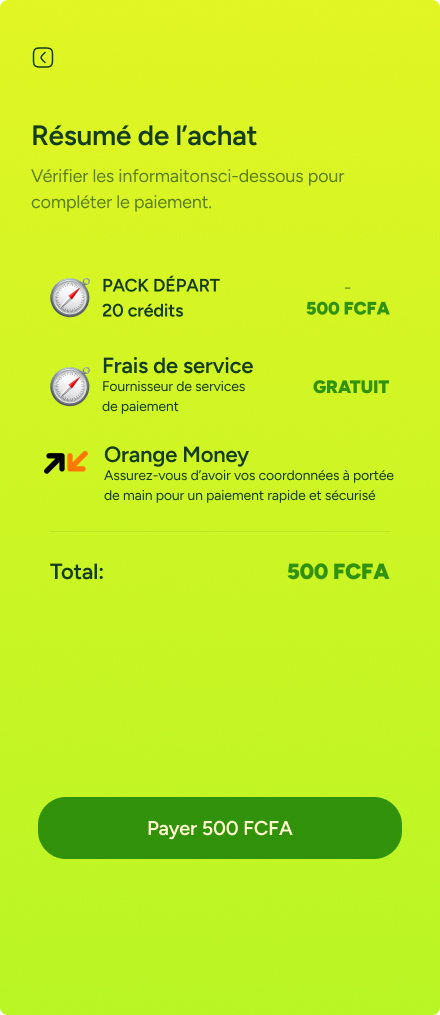 Résumé de l’achat
Vérifier les informaitonsci-dessous pour
compléter le paiement.
PACK DÉPART
20 crédits
-
500 FCFA
Frais de service
Fournisseur de services
de paiement
GRATUIT
Orange Money
Assurez-vous d’avoir vos coordonnées à portée
de main pour un paiement rapide et sécurisé
Total:
500 FCFA
Payer 500 FCFA